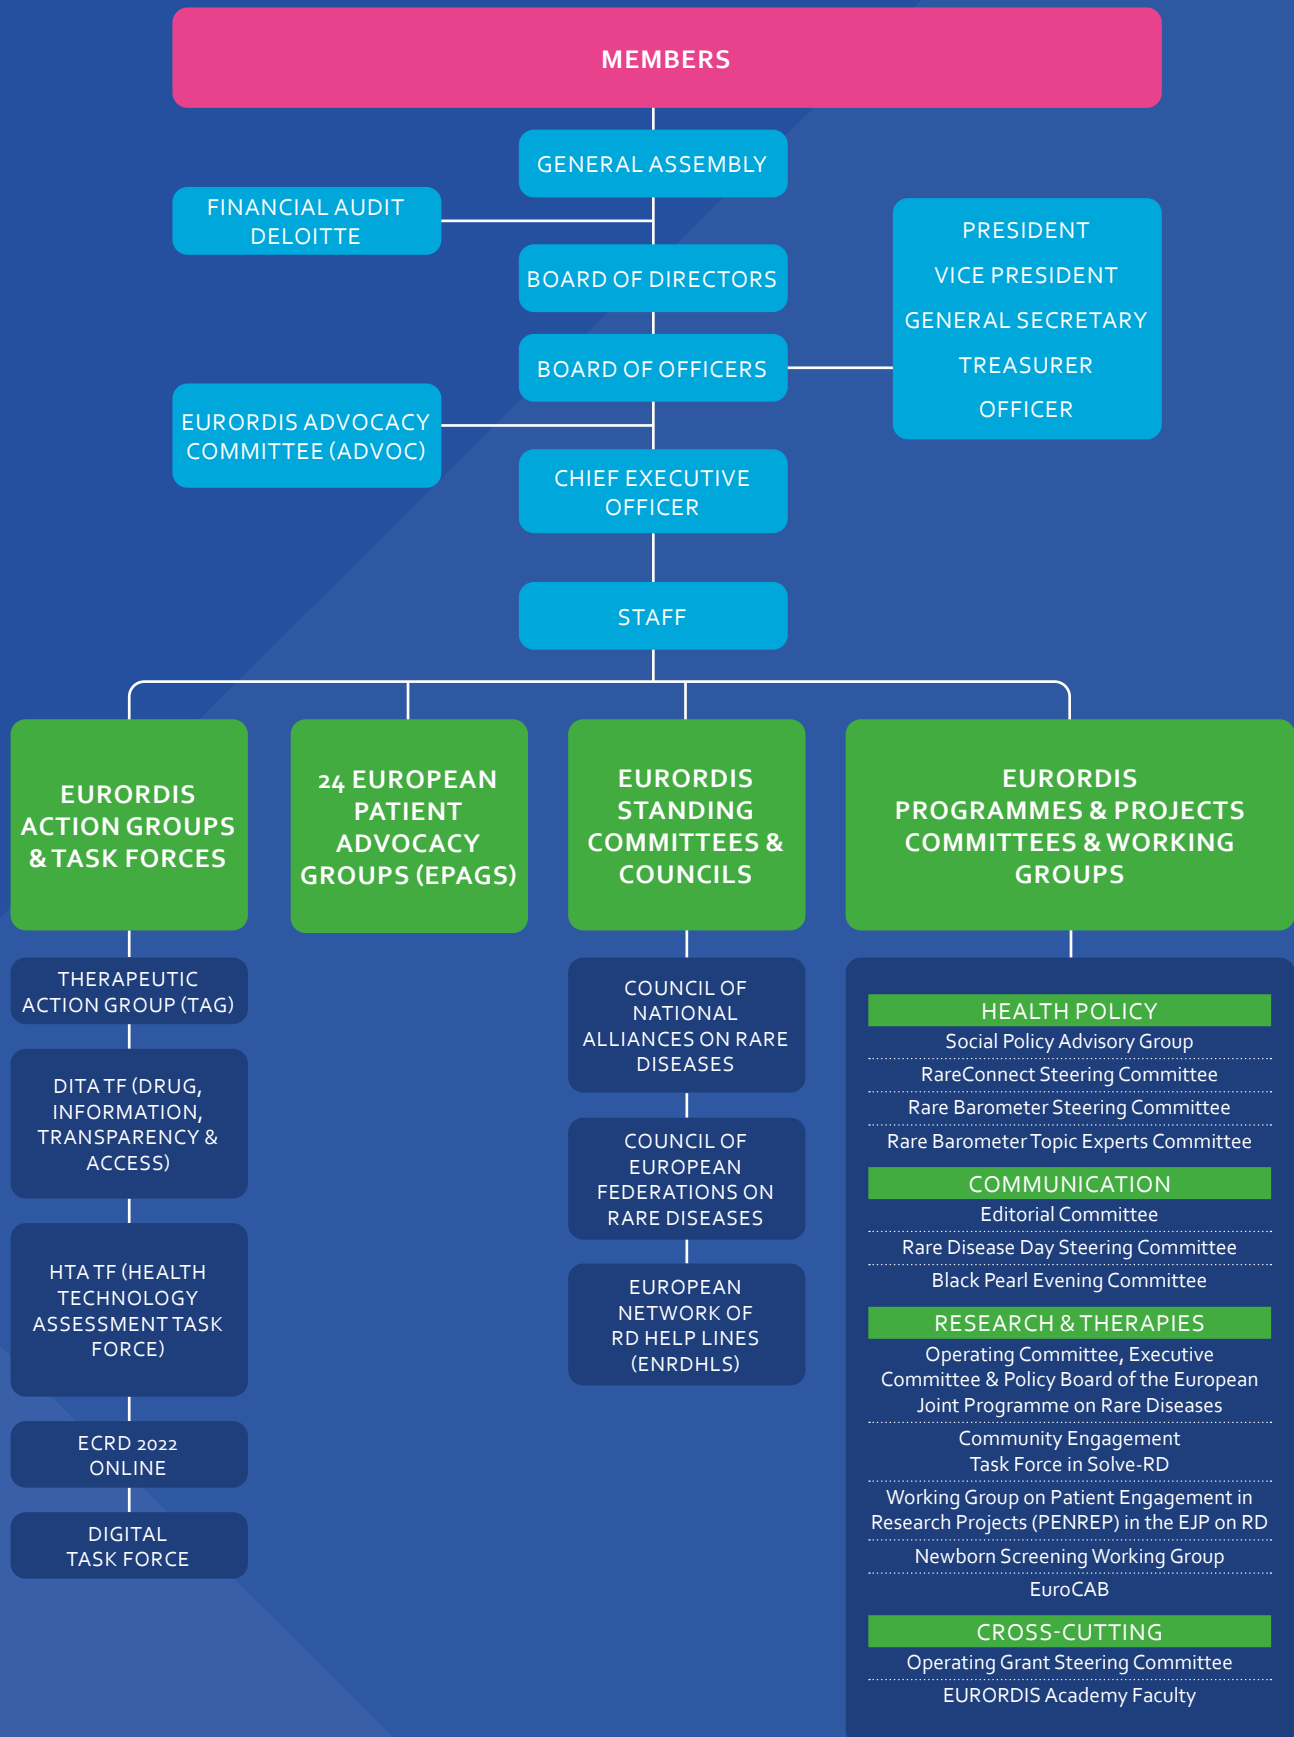 MEMBERS
GENERAL ASSEMBLY
FINANCIAL AUDIT
DELOITTE
BOARD OF DIRECTORS
BOARD OF OFFICERS
PRESIDENT
VICE PRESIDENT
GENERAL SECRETARY
TREASURER
OFFICER
EURORDIS ADVOCACY
COMMITTEE (ADVOC)
CHIEF EXECUTIVE
OFFICER
STAFF
EURORDIS
ACTION GROUPS
& TASK FORCES
THERAPEUTIC
ACTION GROUP (TAG)
DITA TF (DRUG,
INFORMATION,
TRANSPARENCY &
ACCESS)
HTA TF (HEALTH
TECHNOLOGY
ASSESSMENT TASK
FORCE)
ECRD 2022
ONLINE
DIGITAL
TASK FORCE
24 EUROPEAN
PATIENT
ADVOCACY
GROUPS (EPAGS)
EURORDIS
STANDING
COMMITTEES &
COUNCILS
COUNCIL OF
NATIONAL
ALLIANCES ON RARE
DISEASES
COUNCIL OF
EUROPEAN
FEDERATIONS ON
RARE DISEASES
EUROPEAN
NETWORK OF
RD HELP LINES
(ENRDHLS)
EURORDIS
PROGRAMMES & PROJECTS
COMMITTEES & WORKING
GROUPS
HEALTH POLICY
Social Policy Advisory Group
RareConnect Steering Committee
Rare Barometer Steering Committee
Rare Barometer Topic Experts Committee
COMMUNICATION
Editorial Committee
Rare Disease Day Steering Committee
Black Pearl Evening Committee
RESEARCH & THERAPIES
Operating Committee, Executive
Committee & Policy Board of the European
Joint Programme on Rare Diseases
Community Engagement
Task Force in Solve-RD
Working Group on Patient Engagement in
Research Projects (PENREP) in the EJP on RD
Newborn Screening Working Group
EuroCAB
CROSS-CUTTING
Operating Grant Steering Committee
EURORDIS Academy Faculty